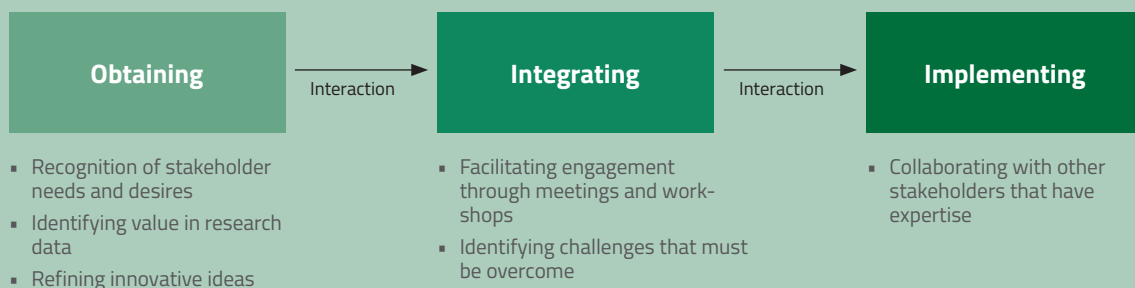 Obtaining
Interaction
Integrating
Interaction
Implementing
▪ Recognition of stakeholder
needs and desires
▪ Identifying value in research
data
▪ Refining innovative ideas
▪ Facilitating engagement
through meetings and work-
shops
▪ Identifying challenges that must
be overcome
▪ Collaborating with other
stakeholders that have
expertise